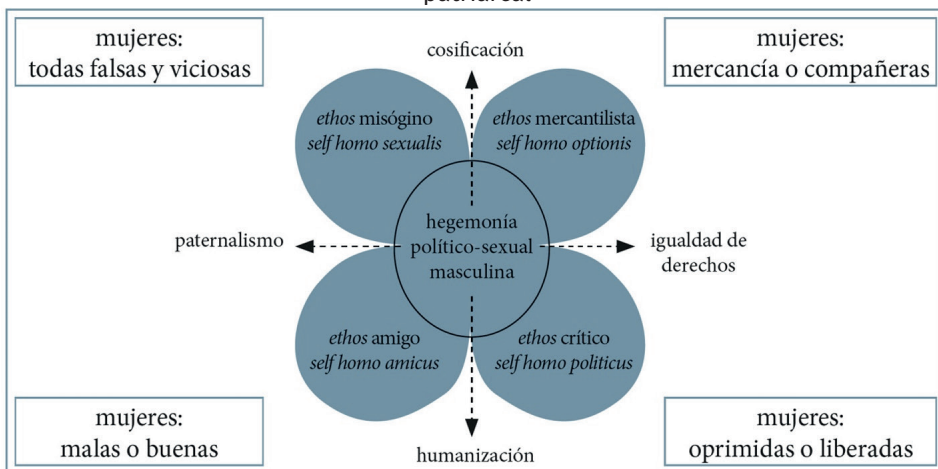 mujeres:
todas falsas y viciosas
cosificación
mujeres:
mercancía o compañeras
ethos misógino
self homo sexualis
ethos mercantilista
self homo optionis
paternalismo
hegemonía
político-sexual
masculina
igualdad de
derechos
ethos amigo
self homo amicus
ethos crítico
self homo politicus
mujeres:
malas o buenas
humanización
mujeres:
oprimidas o liberadas